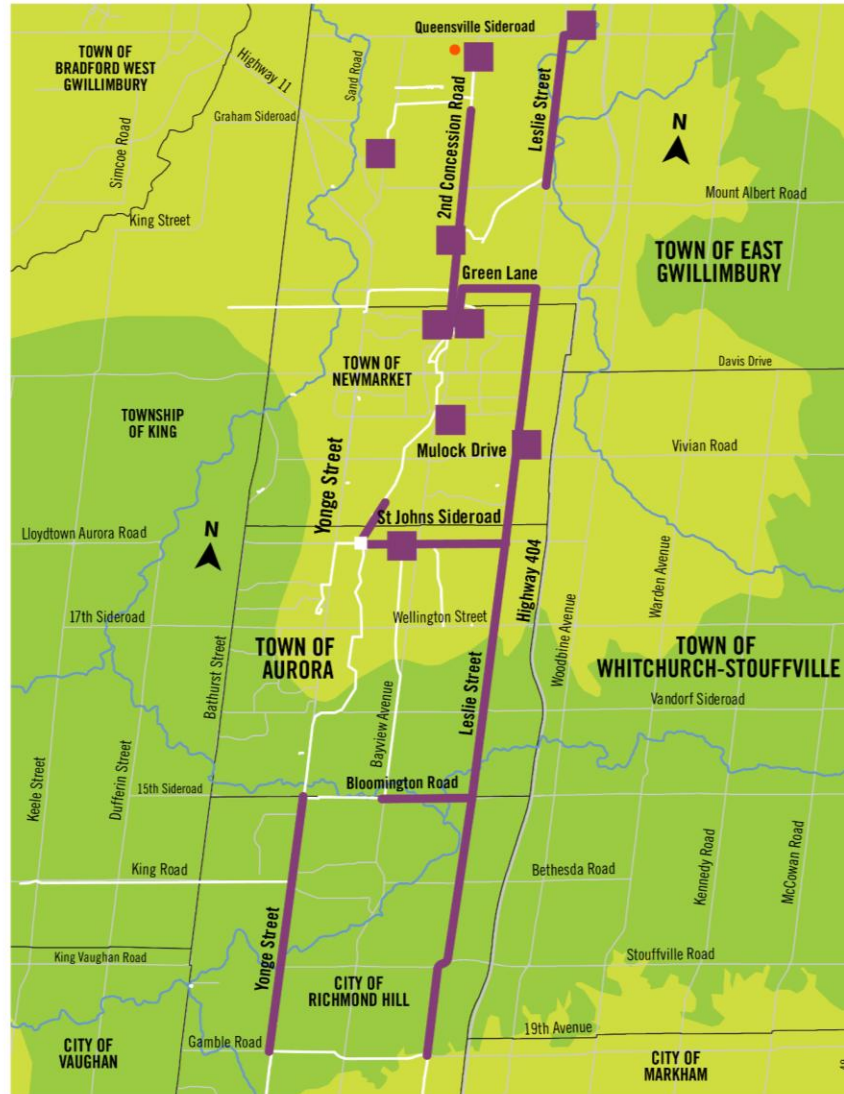 Queensville Sideroad
TOWN OF
BRADFORD WEST
GWILLIMBURY
Highway 11
Sand Road
Graham Sideroad
Simcoe Road
2nd Concession Road
Leslie Street
N
Mount Albert Road
King Street
TOWN OF EAST
GWILLIMBURY
Green Lane
TOWN OF
NEWMARKET
Davis Drive
TOWNSHIP
OF KING
Yonge Street
Mulock Drive
Vivian Road
St Johns Sideroad
Lloydtown Aurora Road
N
Highway 404
Woodbine Avenue
Warden Avenue
17th Sideroad
Wellington Street
Bathurst Street
TOWN OF
AURORA
TOWN OF
WHITCHURCH-STOUFFVILLE
Leslie Street
Bayview Avenue
Vandorf Sideroad
Keele Street
Dufferin Street
15th Sideroad
Bloomington Road
King Road
Bethesda Road
Kennedy Road
McCowan Road
Yonge Street
King Vaughan Road
Stouffville Road
CITY OF
RICHMOND HILL
19th Avenue
Gamble Road
CITY OF
VAUGHAN
CITY OF
MARKHAM